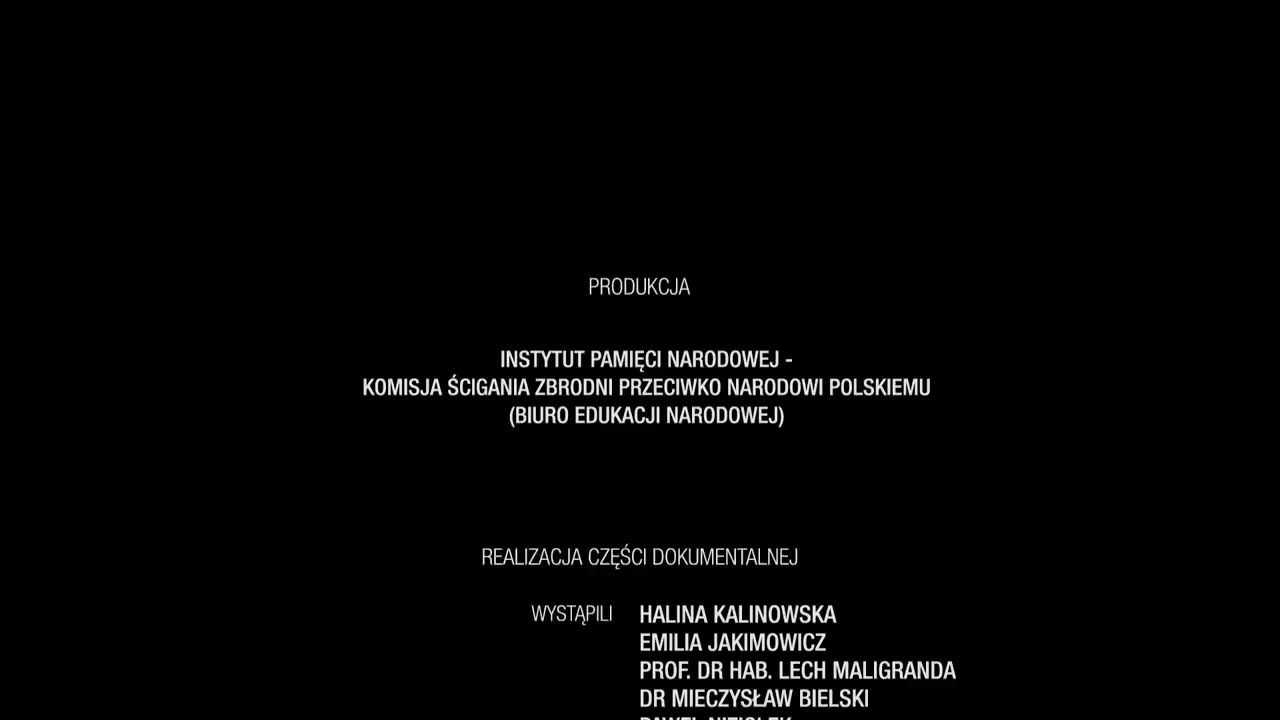 PRODUKCJA
INSTYTUT PAMIĘCI NARODOWEJ -
KOMISJA ŚCIGANIA ZBRODNI PRZECIWKO NARODOWI POLSKIEMU
(BIURO EDUKACJI NARODOWEJ)
REALIZACJA CZĘŚCI DOKUMENTALNEJ
WYSTĄPILI HALINA KALINOWSKA
EMILIA JAKIMOWICZ
PROF. DR HAB. LECH MALIGRANDA
DR MIECZYSŁAW BIELSKI